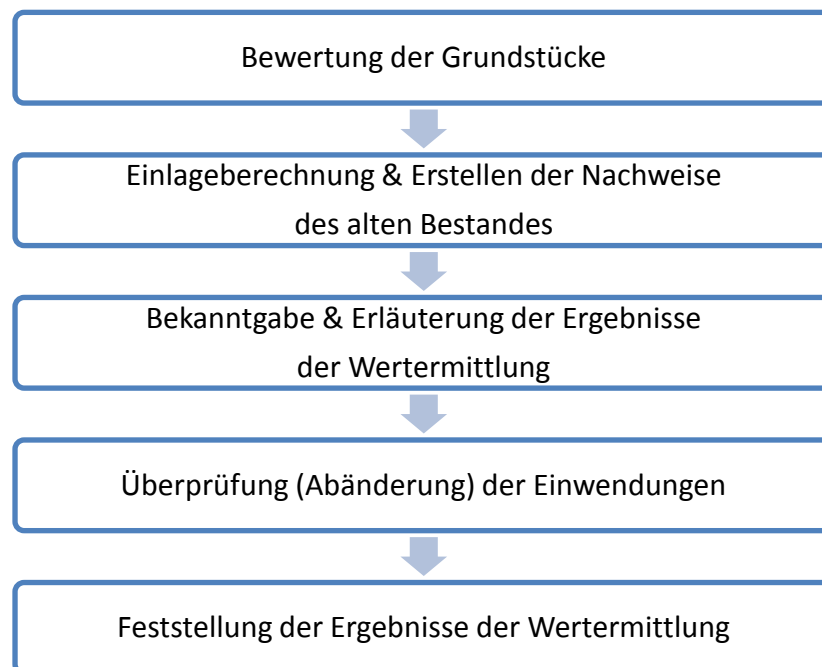 Bewertung der Grundstücke
Einlageberechnung & Erstellen der Nachweise
des alten Bestandes
Bekanntgabe & Erläuterung der Ergebnisse
der Wertermittlung
Überprüfung (Abänderung) der Einwendungen
Feststellung der Ergebnisse der Wertermittlung